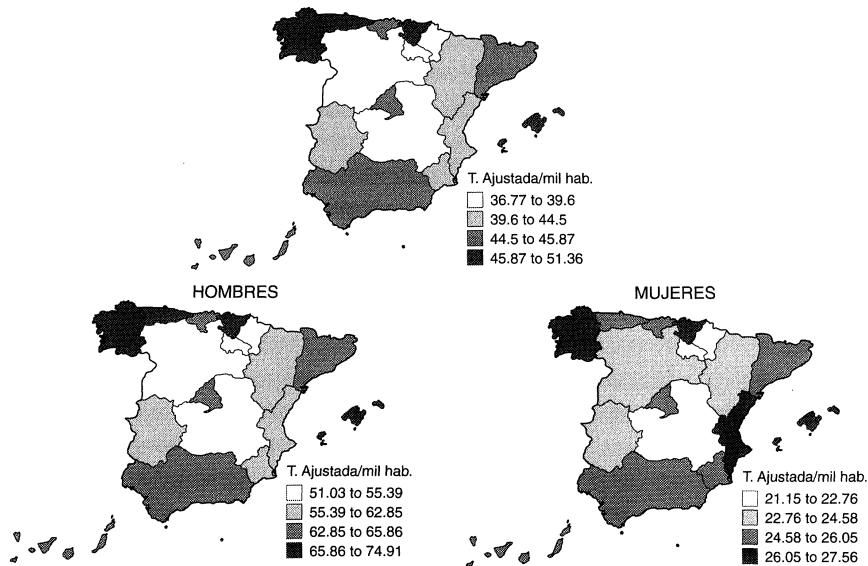 T. Ajustada/mil hab.
36.77 to 39.6
39.6 to 44.5
44.5 to 45.87
45.87 to 51.36
HOMBRES
T. Ajustada/mil hab.
51.03 to 55.39
55.39 to 62.85
62.85 to 65.86
65.86 to 74.91
MUJERES
T. Ajustada/mil hab.
21.15 to 22.76
22.76 to 24.58
24.58 to 26.05
26.05 to 27.56